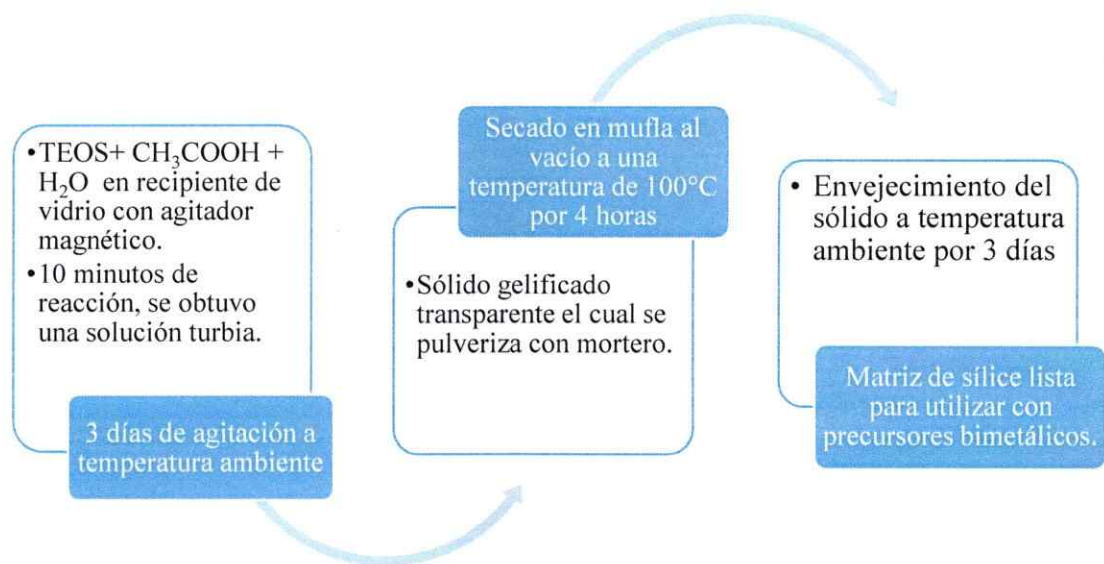 •TEOS+ CH₃COOH +
H₂O en recipiente de
vidrio con agitador
magnético.
•10 minutos de
reacción, se obtuvo
una solución turbia.
3 días de agitación a
temperatura ambiente
Secado en mufla al
vacío a una
temperatura de 100°C
por 4 horas
•Sólido gelificado
transparente el cual se
pulveriza con mortero.
• Envejecimiento del
sólido a temperatura
ambiente por 3 días
Matriz de sílice lista
para utilizar con
precursores bimetálicos.